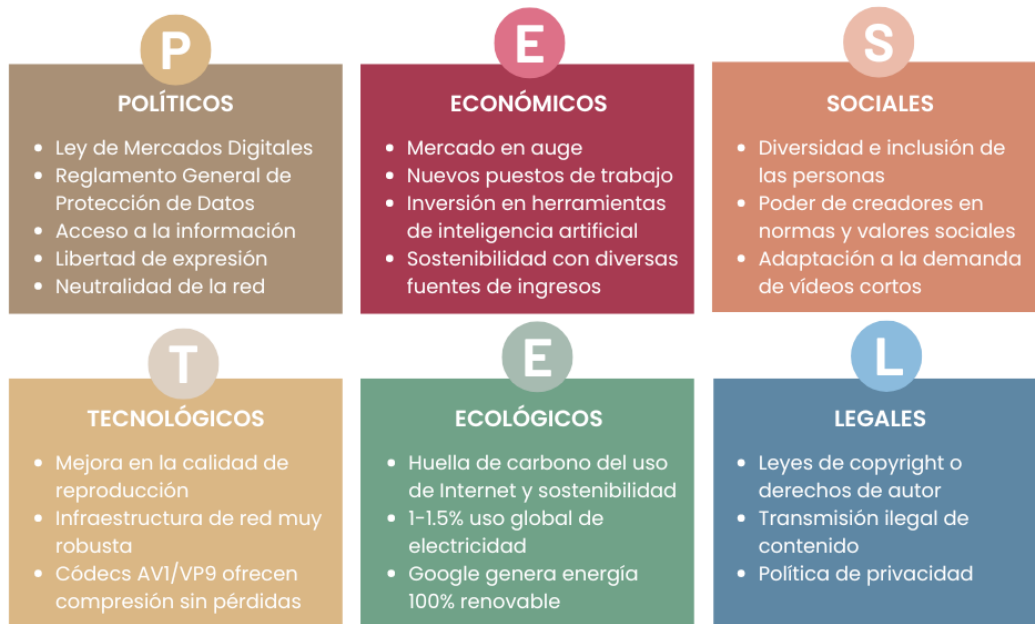 P
POLÍTICOS
• Ley de Mercados Digitales
• Reglamento General de
Protección de Datos
• Acceso a la información
• Libertad de expresión
• Neutralidad de la red
E
ECONÓMICOS
• Mercado en auge
• Nuevos puestos de trabajo
• Inversión en herramientas
de inteligencia artificial
• Sostenibilidad con diversas
fuentes de ingresos
S
SOCIALES
• Diversidad e inclusión de
las personas
• Poder de creadores en
normas y valores sociales
• Adaptación a la demanda
de vídeos cortos
T
TECNOLÓGICOS
• Mejora en la calidad de
reproducción
• Infraestructura de red muy
robusta
• Códecs AV1/VP9 ofrecen
compresión sin pérdidas
E
ECOLÓGICOS
• Huella de carbono del uso
de Internet y sostenibilidad
• 1-1.5% uso global de
electricidad
• Google genera energía
100% renovable
L
LEGALES
• Leyes de copyright o
derechos de autor
• Transmisión ilegal de
contenido
• Política de privacidad